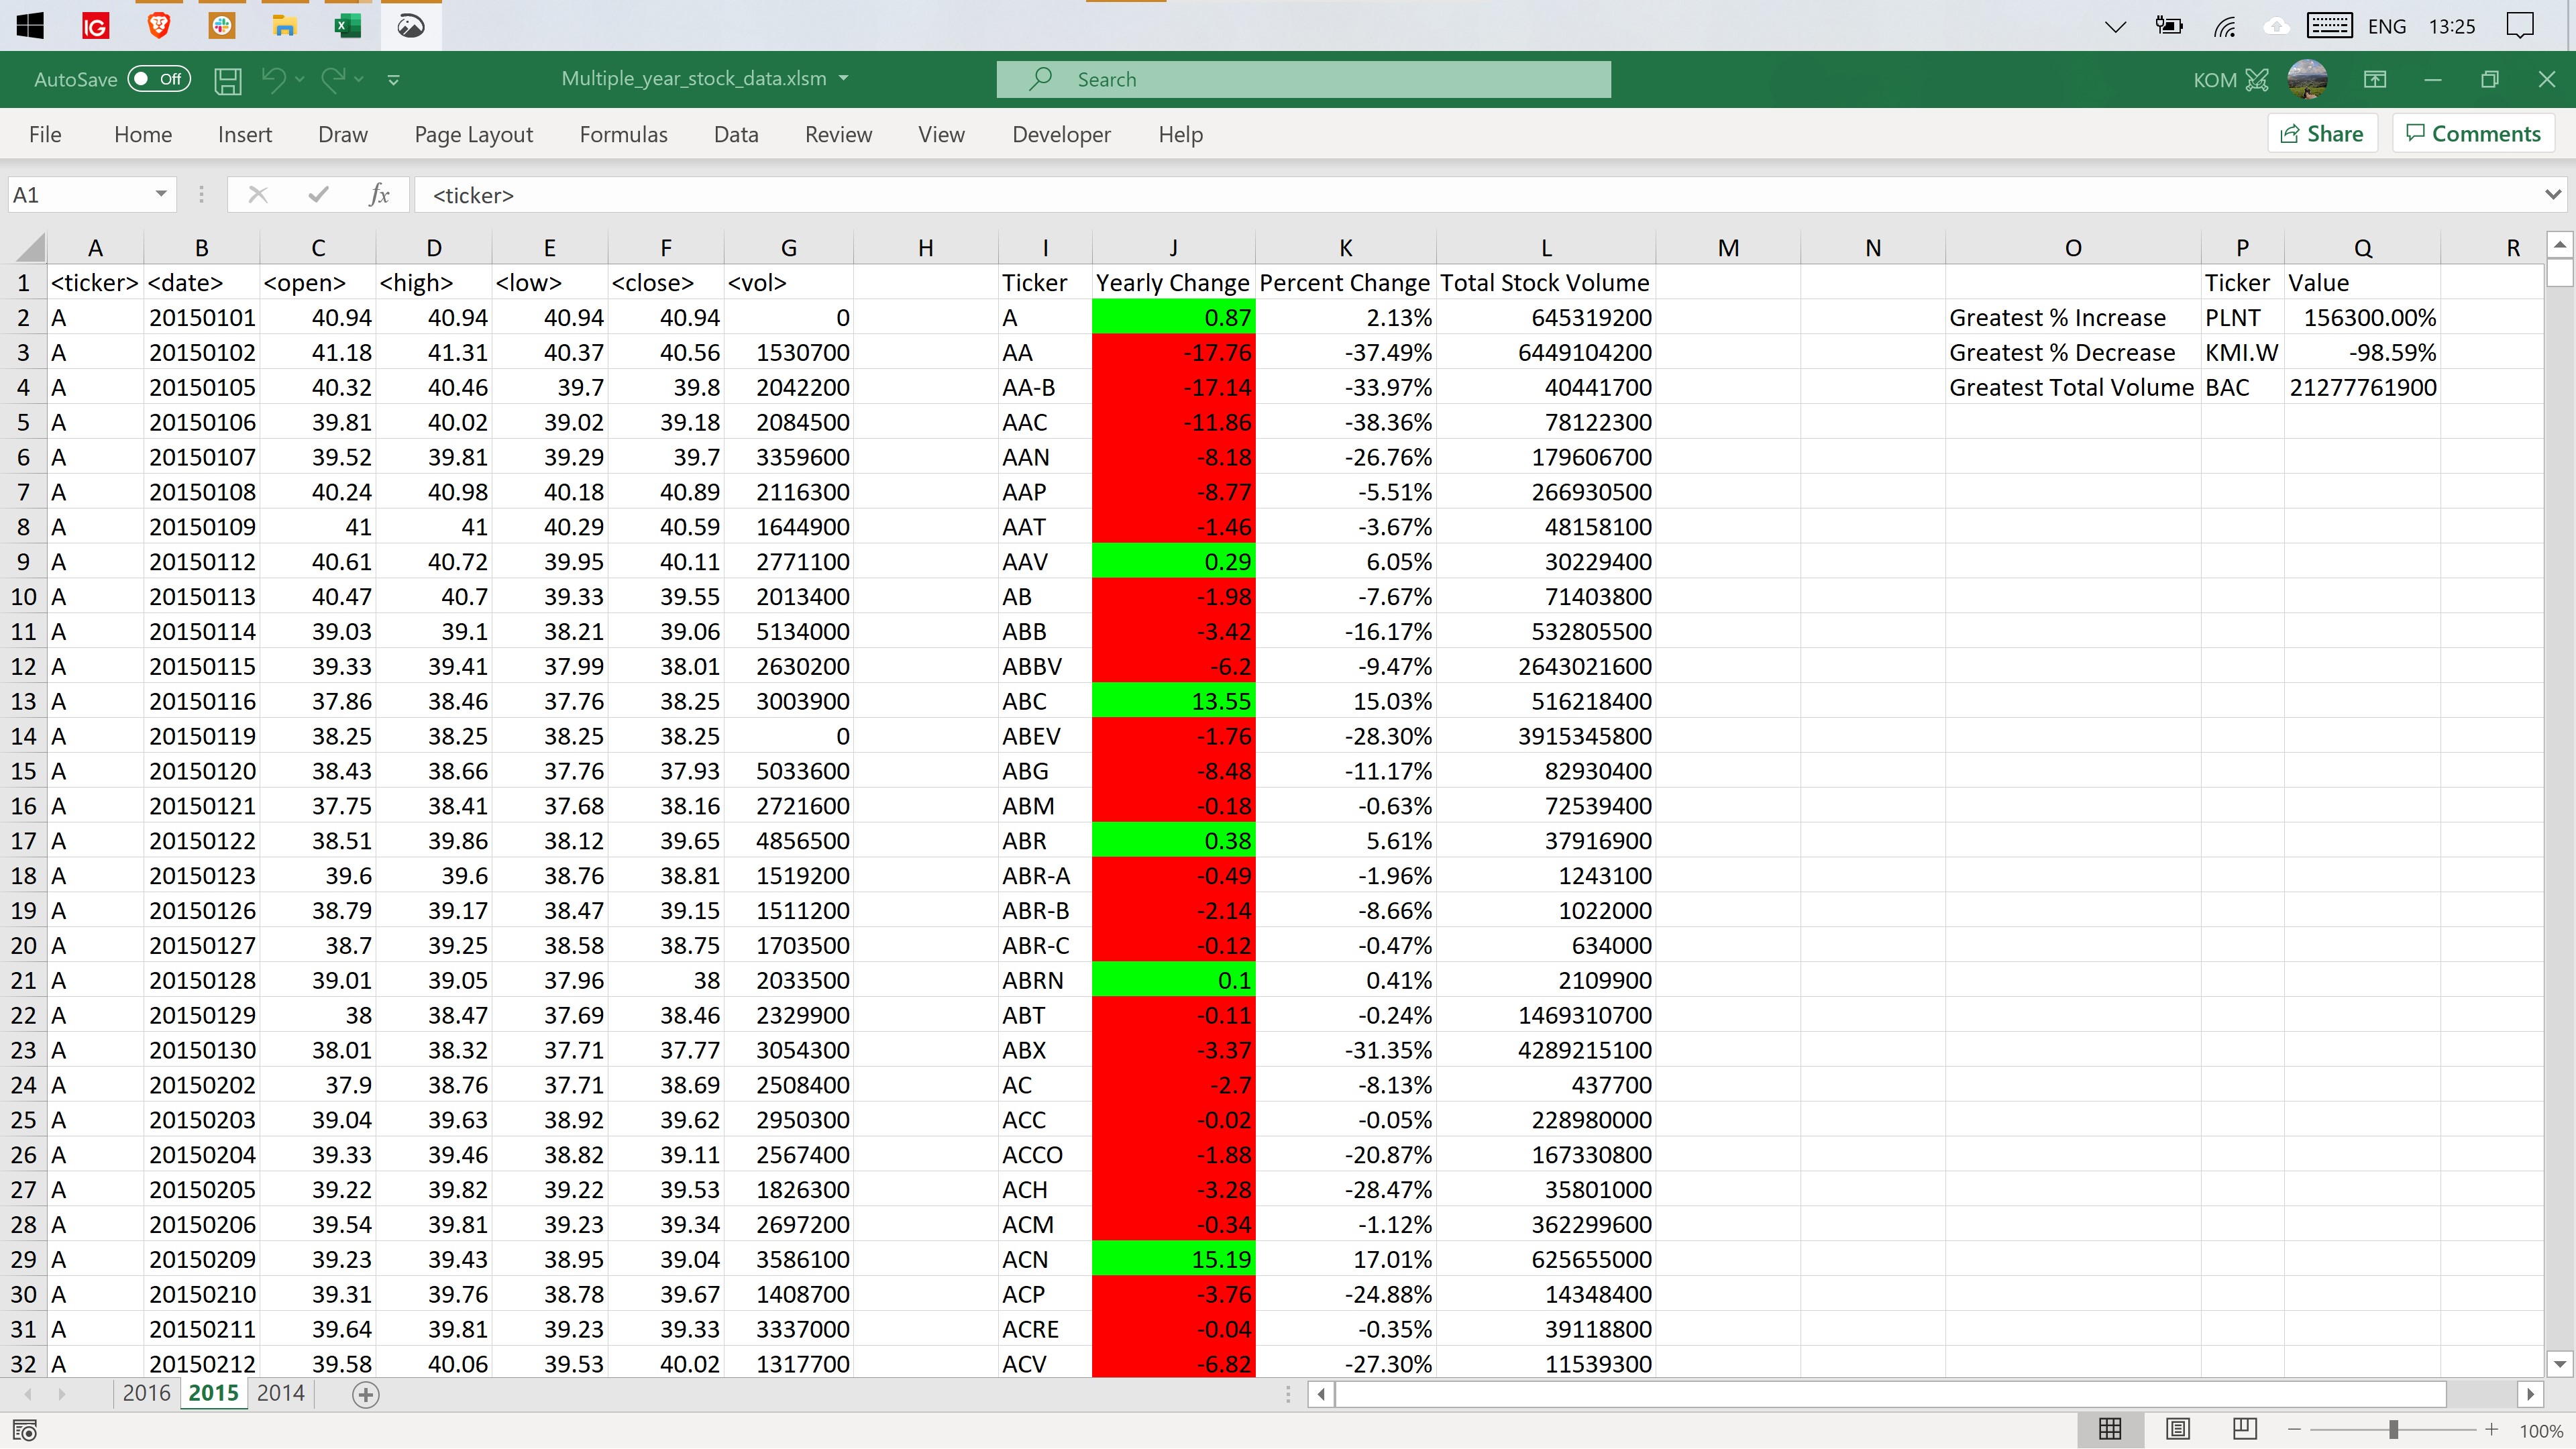 IG ENG 13:25
AutoSave Off Multiple_year_stock_data.xlsm Search KOM
File Home Insert Draw Page Layout Formulas Data Review View Developer Help Share Comments
A1 fx <ticker>
A B C D E F G H I J K L M N O P Q R
1 <ticker> <date> <open> <high> <low> <close> <vol> Ticker Yearly Change Percent Change Total Stock Volume Ticker Value
2 A 20150101 40.94 40.94 40.94 40.94 0 A 0.87 2.13% 645319200 Greatest % Increase PLNT 156300.00%
3 A 20150102 41.18 41.31 40.37 40.56 1530700 AA -17.76 -37.49% 6449104200 Greatest % Decrease KMI.W -98.59%
4 A 20150105 40.32 40.46 39.7 39.8 2042200 AA-B -17.14 -33.97% 40441700 Greatest Total Volume BAC 21277761900
5 A 20150106 39.81 40.02 39.02 39.18 2084500 AAC -11.86 -38.36% 78122300
6 A 20150107 39.52 39.81 39.29 39.7 3359600 AAN -8.18 -26.76% 179606700
7 A 20150108 40.24 40.98 40.18 40.89 2116300 AAP -8.77 -5.51% 266930500
8 A 20150109 41 41 40.29 40.59 1644900 AAT -1.46 -3.67% 48158100
9 A 20150112 40.61 40.72 39.95 40.11 2771100 AAV 0.29 6.05% 30229400
10 A 20150113 40.47 40.7 39.33 39.55 2013400 AB -1.98 -7.67% 71403800
11 A 20150114 39.03 39.1 38.21 39.06 5134000 ABB -3.42 -16.17% 532805500
12 A 20150115 39.33 39.41 37.99 38.01 2630200 ABBV -6.2 -9.47% 2643021600
13 A 20150116 37.86 38.46 37.76 38.25 3003900 ABC 13.55 15.03% 516218400
14 A 20150119 38.25 38.25 38.25 38.25 0 ABEV -1.76 -28.30% 3915345800
15 A 20150120 38.43 38.66 37.76 37.93 5033600 ABG -8.48 -11.17% 82930400
16 A 20150121 37.75 38.41 37.68 38.16 2721600 ABM -0.18 -0.63% 72539400
17 A 20150122 38.51 39.86 38.12 39.65 4856500 ABR 0.38 5.61% 37916900
18 A 20150123 39.6 39.6 38.76 38.81 1519200 ABR-A -0.49 -1.96% 1243100
19 A 20150126 38.79 39.17 38.47 39.15 1511200 ABR-B -2.14 -8.66% 1022000
20 A 20150127 38.7 39.25 38.58 38.75 1703500 ABR-C -0.12 -0.47% 634000
21 A 20150128 39.01 39.05 37.96 38 2033500 ABRN 0.1 0.41% 2109900
22 A 20150129 38 38.47 37.69 38.46 2329900 ABT -0.11 -0.24% 1469310700
23 A 20150130 38.01 38.32 37.71 37.77 3054300 ABX -3.37 -31.35% 4289215100
24 A 20150202 37.9 38.76 37.71 38.69 2508400 AC -2.7 -8.13% 437700
25 A 20150203 39.04 39.63 38.92 39.62 2950300 ACC -0.02 -0.05% 228980000
26 A 20150204 39.33 39.46 38.82 39.11 2567400 ACCO -1.88 -20.87% 167330800
27 A 20150205 39.22 39.82 39.22 39.53 1826300 ACH -3.28 -28.47% 35801000
28 A 20150206 39.54 39.81 39.23 39.34 2697200 ACM -0.34 -1.12% 362299600
29 A 20150209 39.23 39.43 38.95 39.04 3586100 ACN 15.19 17.01% 625655000
30 A 20150210 39.31 39.76 38.78 39.67 1408700 ACP -3.76 -24.88% 14348400
31 A 20150211 39.64 39.81 39.23 39.33 3337000 ACRE -0.04 -0.35% 39118800
32 A 20150212 39.58 40.06 39.53 40.02 1317700 ACV -6.82 -27.30% 11539300
2016 2015 2014
100%